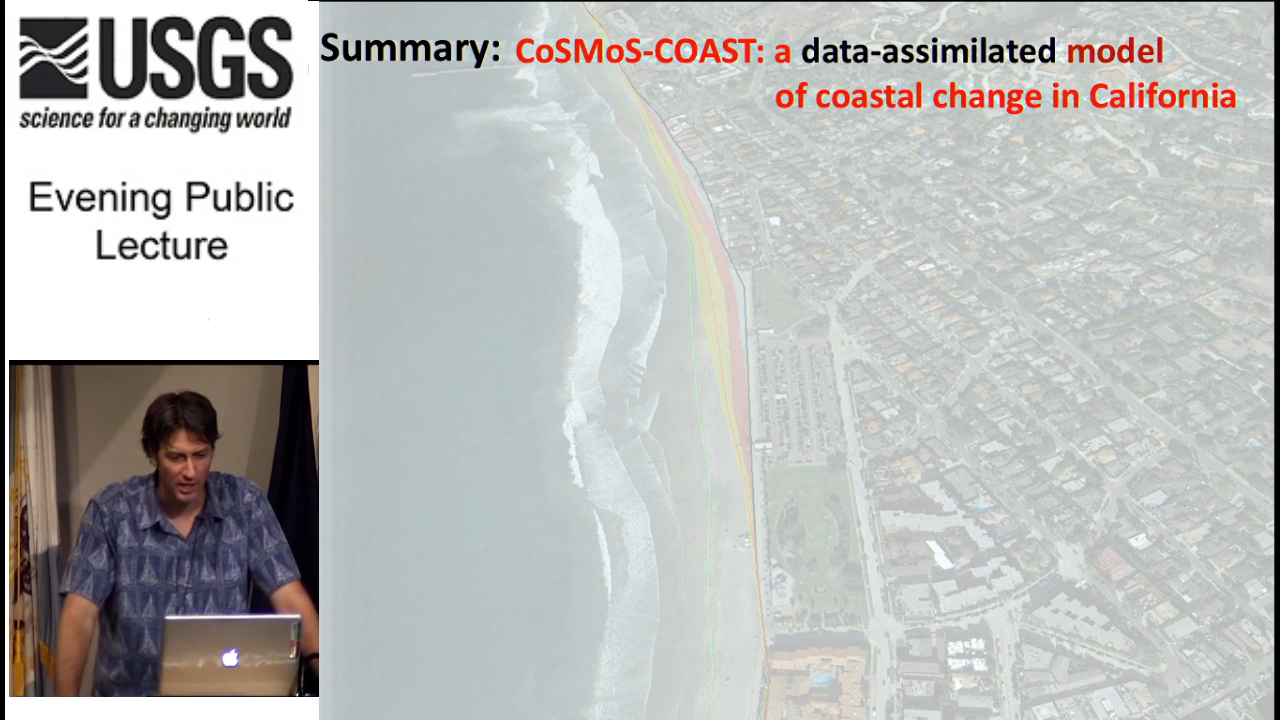 USGS
science for a changing world
Evening Public
Lecture
Summary: CoSMoS-COAST: a data-assimilated model
of coastal change in California